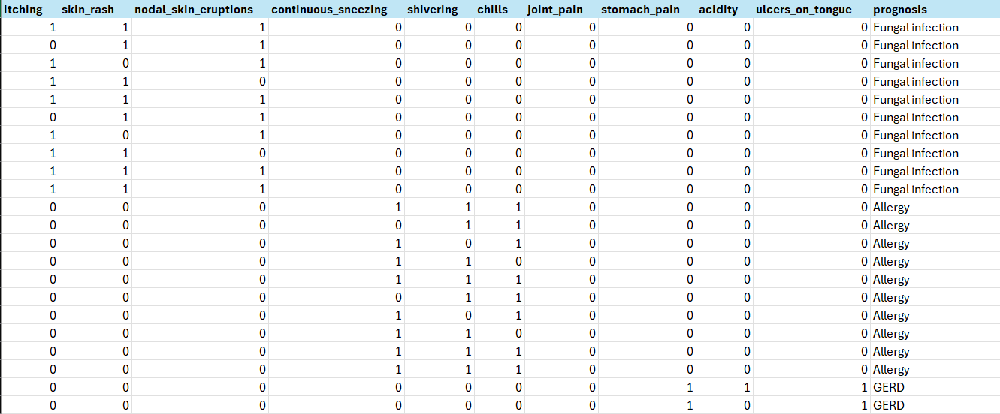 itching skin_rash nodal_skin_eruptions continuous_sneezing shivering chills joint_pain stomach_pain acidity ulcers_on_tongue prognosis
1 1 1 0 0 0 0 0 0 0 Fungal infection
0 1 1 0 0 0 0 0 0 0 Fungal infection
1 0 1 0 0 0 0 0 0 0 Fungal infection
1 1 0 0 0 0 0 0 0 0 Fungal infection
1 1 1 0 0 0 0 0 0 0 Fungal infection
0 1 1 0 0 0 0 0 0 0 Fungal infection
1 0 1 0 0 0 0 0 0 0 Fungal infection
1 1 0 0 0 0 0 0 0 0 Fungal infection
1 1 1 0 0 0 0 0 0 0 Fungal infection
1 1 1 0 0 0 0 0 0 0 Fungal infection
0 0 0 1 1 1 0 0 0 0 Allergy
0 0 0 0 1 1 0 0 0 0 Allergy
0 0 0 1 0 1 0 0 0 0 Allergy
0 0 0 1 1 0 0 0 0 0 Allergy
0 0 0 1 1 1 0 0 0 0 Allergy
0 0 0 0 1 1 0 0 0 0 Allergy
0 0 0 1 0 1 0 0 0 0 Allergy
0 0 0 1 1 0 0 0 0 0 Allergy
0 0 0 1 1 1 0 0 0 0 Allergy
0 0 0 1 1 1 0 0 0 0 Allergy
0 0 0 0 0 0 0 1 1 1 GERD
0 0 0 0 0 0 0 1 0 1 GERD